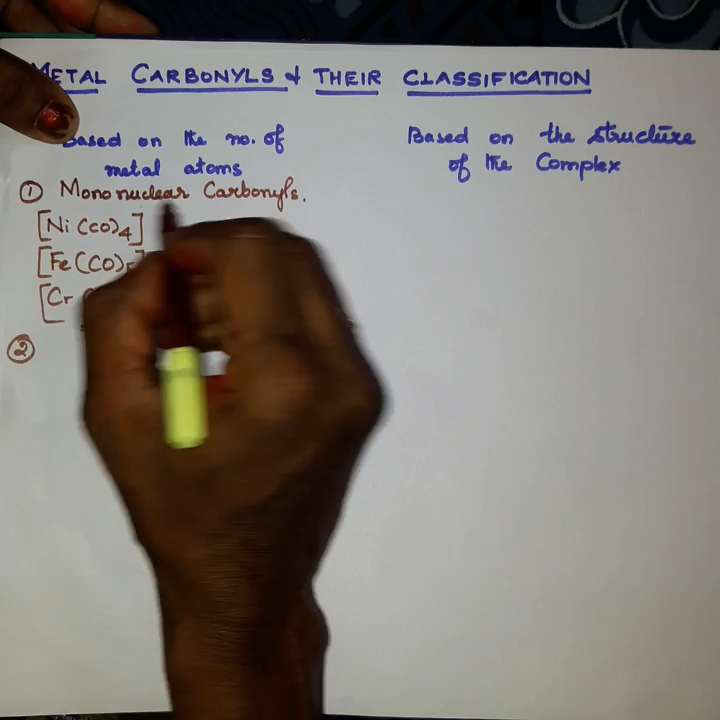 METAL CARBONYLS & THEIR CLASSIFICATION
Based on the no. of
metal atoms
① Mononuclear Carbonyls.
[Ni(CO)4]
[Fe(CO)
[Cr
②
Based on the structure
of the Complex